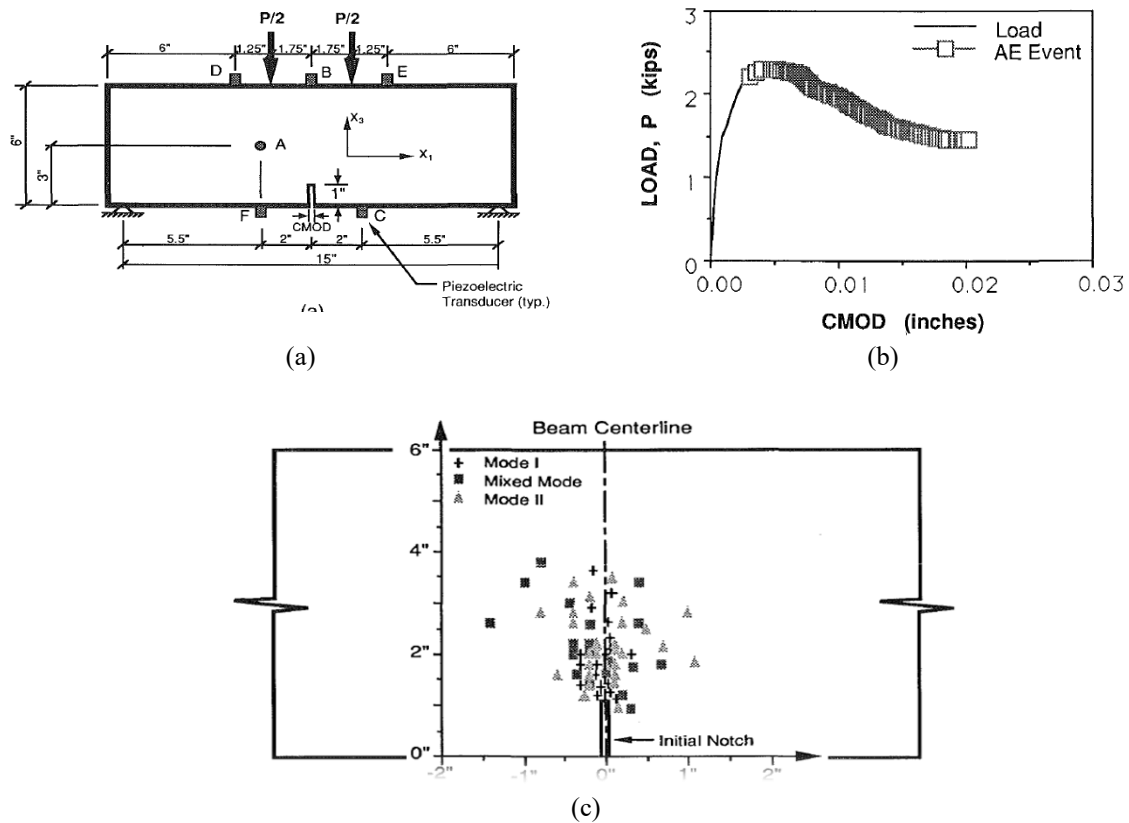 P/2 P/2
6" 1.25" 1.75" 1.75" 1.25" 6"
D B E
6"
3"
A
X3
X1
1"
F C
CMOD
5.5" 2" 2" 5.5"
15"
Piezoelectric
Transducer (typ.)
(a)
LOAD, P (kips)
3
2
1
0
Load
AE Event
0.00 0.01 0.02 0.03
CMOD (inches)
(b)
Beam Centerline
6"
+ Mode I
Mixed Mode
Mode II
4"
2"
0"
Initial Notch
-2" -1" 0" 1" 2"
(c)